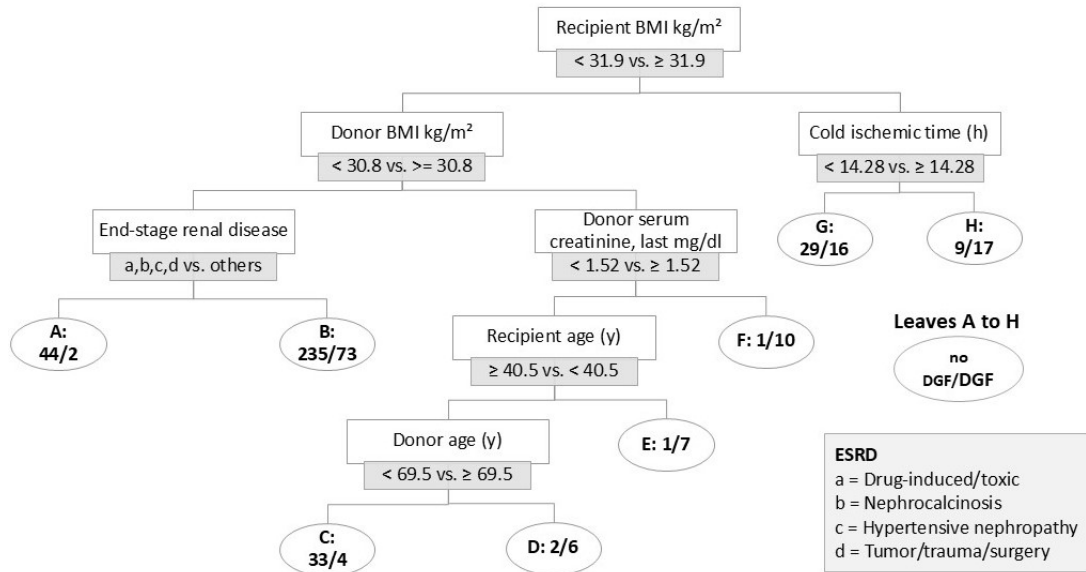 Recipient BMI kg/m²
< 31.9 vs. ≥ 31.9
Donor BMI kg/m²
< 30.8 vs. >= 30.8
Cold ischemic time (h)
< 14.28 vs. ≥ 14.28
End-stage renal disease
a,b,c,d vs. others
Donor serum
creatinine, last mg/dl
< 1.52 vs. ≥ 1.52
G:
29/16
H:
9/17
A:
44/2
B:
235/73
Recipient age (y)
≥ 40.5 vs. < 40.5
F: 1/10
Leaves A to H
no
DGF/DGF
Donor age (y)
< 69.5 vs. ≥ 69.5
E: 1/7
C:
33/4
D: 2/6
ESRD
a = Drug-induced/toxic
b = Nephrocalcinosis
c = Hypertensive nephropathy
d = Tumor/trauma/surgery